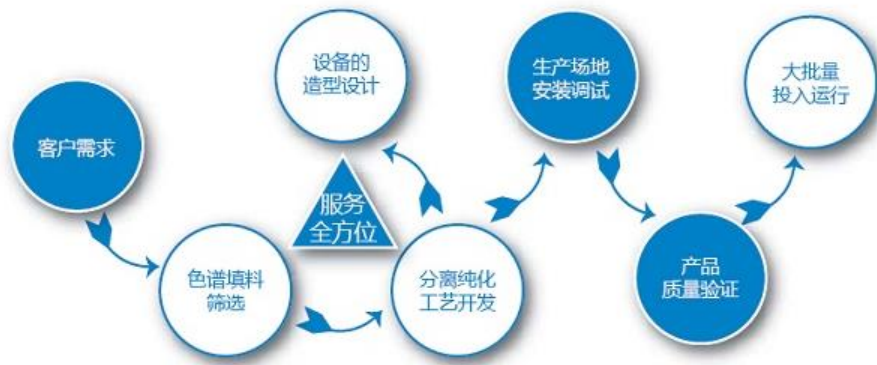 客户需求
色谱填料
筛选
设备的
造型设计
服务
全方位
分离纯化
工艺开发
生产场地
安装调试
产品
质量验证
大批量
投入运行